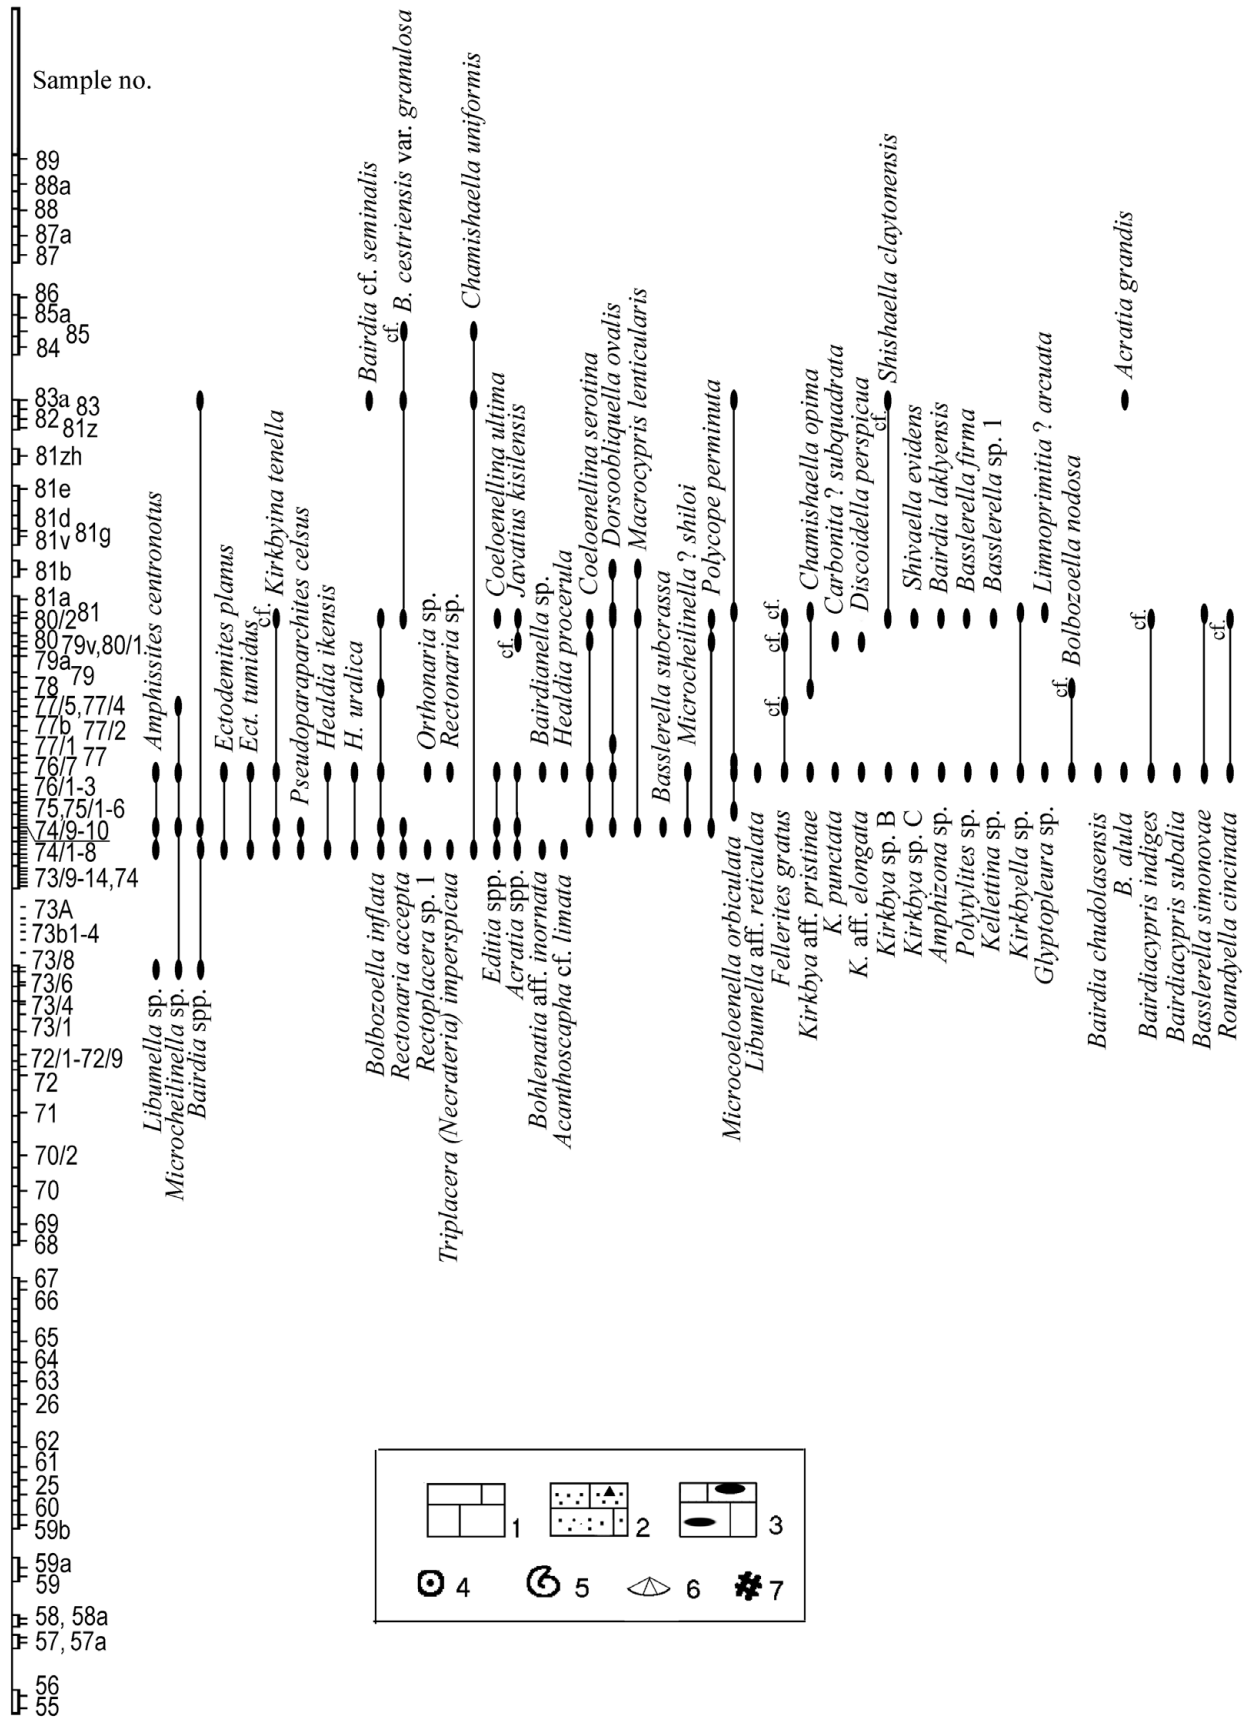 Sample no.
89
88a
88
87a
87
86
85a
85
84
83a
83
82
81z
81zh
81e
81d
81g
81v
81b
81a
81
80/2
80
79v,80/1
79a
79
78
77/5,77/4
77b
77/2
77/1
77
76/7
76/1-3
75,75/1-6
74/9-10
74/1-8
73/9-14,74
73A
73b1-4
73/8
73/6
73/4
73/1
72/1-72/9
72
71
70/2
70
69
68
67
66
65
64
63
26
62
61
25
60
59b
59a
59
58, 58a
57, 57a
56
55
Amphissites centronotus
Ectodemites planus
Ect. tumidus
cf.
Kirkbyina tenella
Pseudoparaparchites celsus
Healdia ikensis
H. uralica
Bairdia cf. seminalis
cf.
B. cestriensis var. granulosa
Orthonaria sp.
Rectonaria sp.
Chamishaella uniformis
Coeloenellina ultima
cf.
Javatius kisilensis
Bairdianella sp.
Healdia procerula
Coeloenellina serotina
Dorsoobliquella ovalis
Macrocypris lenticularis
Basslerella subcrassa
Microcheilinella ? shiloi
Polycope perminuta
cf.
cf.
cf.
Chamishaella opima
Carbonita ? subquadrata
Discoidella perspicua
cf.
Shishaella claytonensis
Shivaella evidens
Bairdia laklyensis
Basslerella firma
Basslerella sp. 1
Limnoprimitia ? arcuata
cf.
Bolbozoella nodosa
Acratia grandis
cf.
cf.
Libumella sp.
Microcheilinella sp.
Bairdia spp.
Bolbozoella inflata
Rectonaria accepta
Rectoplacera sp. 1
Triplacera (Necrateria) imperspicua
Editia spp.
Acratia spp.
Bohlenatia aff. inornata
Acanthoscapha cf. limata
Microcoeloenella orbiculata
Libumella aff. reticulata
Fellerites gratus
Kirkbya aff. pristinae
K. punctata
K. aff. elongata
Kirkbya sp. B
Kirkbya sp. C
Amphizona sp.
Polytylites sp.
Kellettina sp.
Kirkbyella sp.
Glyptopleura sp.
Bairdia chudolasensis
B. alula
Bairdiacypris indiges
Bairdiacypris subalia
Basslerella simonovae
Roundyella cincinata
1
2
3
4
5
6
7